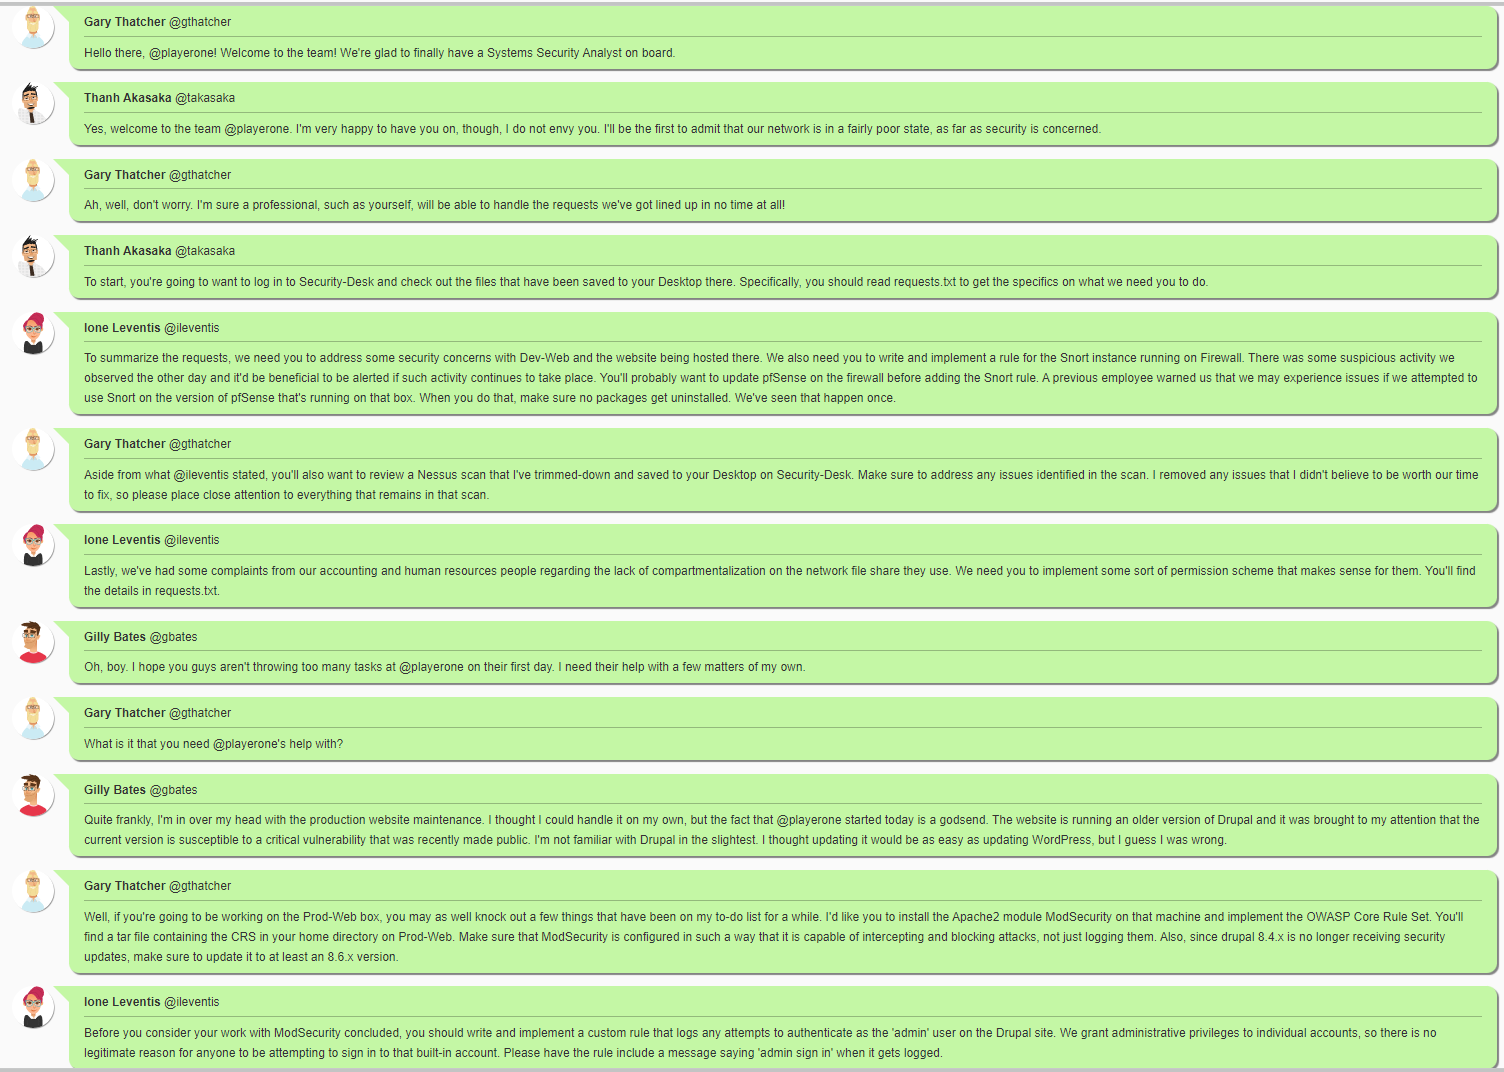 Gary Thatcher @gthatcher
Hello there, @playerone! Welcome to the team! We're glad to finally have a Systems Security Analyst on board.
Thanh Akasaka @takasaka
Yes, welcome to the team @playerone. I'm very happy to have you on, though, I do not envy you. I'll be the first to admit that our network is in a fairly poor state, as far as security is concerned.
Gary Thatcher @gthatcher
Ah, well, don't worry. I'm sure a professional, such as yourself, will be able to handle the requests we've got lined up in no time at all!
Thanh Akasaka @takasaka
To start, you're going to want to log in to Security-Desk and check out the files that have been saved to your Desktop there. Specifically, you should read requests.txt to get the specifics on what we need you to do.
Ione Leventis @ileventis
To summarize the requests, we need you to address some security concerns with Dev-Web and the website being hosted there. We also need you to write and implement a rule for the Snort instance running on Firewall. There was some suspicious activity we
observed the other day and it'd be beneficial to be alerted if such activity continues to take place. You'll probably want to update pfSense on the firewall before adding the Snort rule. A previous employee warned us that we may experience issues if we attempted to
use Snort on the version of pfSense that's running on that box. When you do that, make sure no packages get uninstalled. We've seen that happen once.
Gary Thatcher @gthatcher
Aside from what @ileventis stated, you'll also want to review a Nessus scan that I've trimmed-down and saved to your Desktop on Security-Desk. Make sure to address any issues identified in the scan. I removed any issues that I didn't believe to be worth our time
to fix, so please place close attention to everything that remains in that scan.
Ione Leventis @ileventis
Lastly, we've had some complaints from our accounting and human resources people regarding the lack of compartmentalization on the network file share they use. We need you to implement some sort of permission scheme that makes sense for them. You'll find
the details in requests.txt.
Gilly Bates @gbates
Oh, boy. I hope you guys aren't throwing too many tasks at @playerone on their first day. I need their help with a few matters of my own.
Gary Thatcher @gthatcher
What is it that you need @playerone's help with?
Gilly Bates @gbates
Quite frankly, I'm in over my head with the production website maintenance. I thought I could handle it on my own, but the fact that @playerone started today is a godsend. The website is running an older version of Drupal and it was brought to my attention that the
current version is susceptible to a critical vulnerability that was recently made public. I'm not familiar with Drupal in the slightest. I thought updating it would be as easy as updating WordPress, but I guess I was wrong.
Gary Thatcher @gthatcher
Well, if you're going to be working on the Prod-Web box, you may as well knock out a few things that have been on my to-do list for a while. I'd like you to install the Apache2 module ModSecurity on that machine and implement the OWASP Core Rule Set. You'll
find a tar file containing the CRS in your home directory on Prod-Web. Make sure that ModSecurity is configured in such a way that it is capable of intercepting and blocking attacks, not just logging them. Also, since drupal 8.4.x is no longer receiving security
updates, make sure to update it to at least an 8.6.x version.
Ione Leventis @ileventis
Before you consider your work with ModSecurity concluded, you should write and implement a custom rule that logs any attempts to authenticate as the 'admin' user on the Drupal site. We grant administrative privileges to individual accounts, so there is no
legitimate reason for anyone to be attempting to sign in to that built-in account. Please have the rule include a message saying 'admin sign in' when it gets logged.